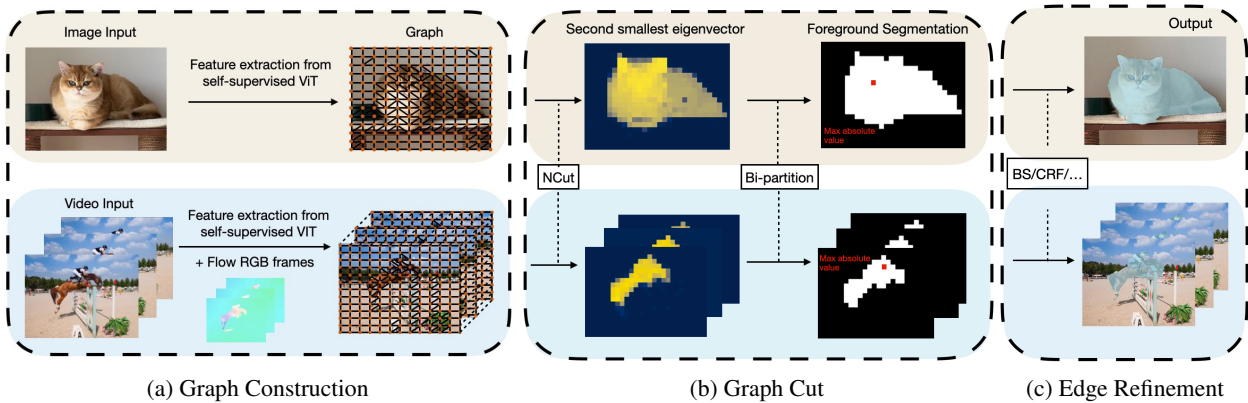 Image Input
Feature extraction from
self-supervised ViT
Graph
Second smallest eigenvector
Foreground Segmentation
Output
Max absolute
value
NCut
Bi-partition
BS/CRF/...
Video Input
Feature extraction from
self-supervised VIT
+ Flow RGB frames
Max absolute
value
(a) Graph Construction
(b) Graph Cut
(c) Edge Refinement